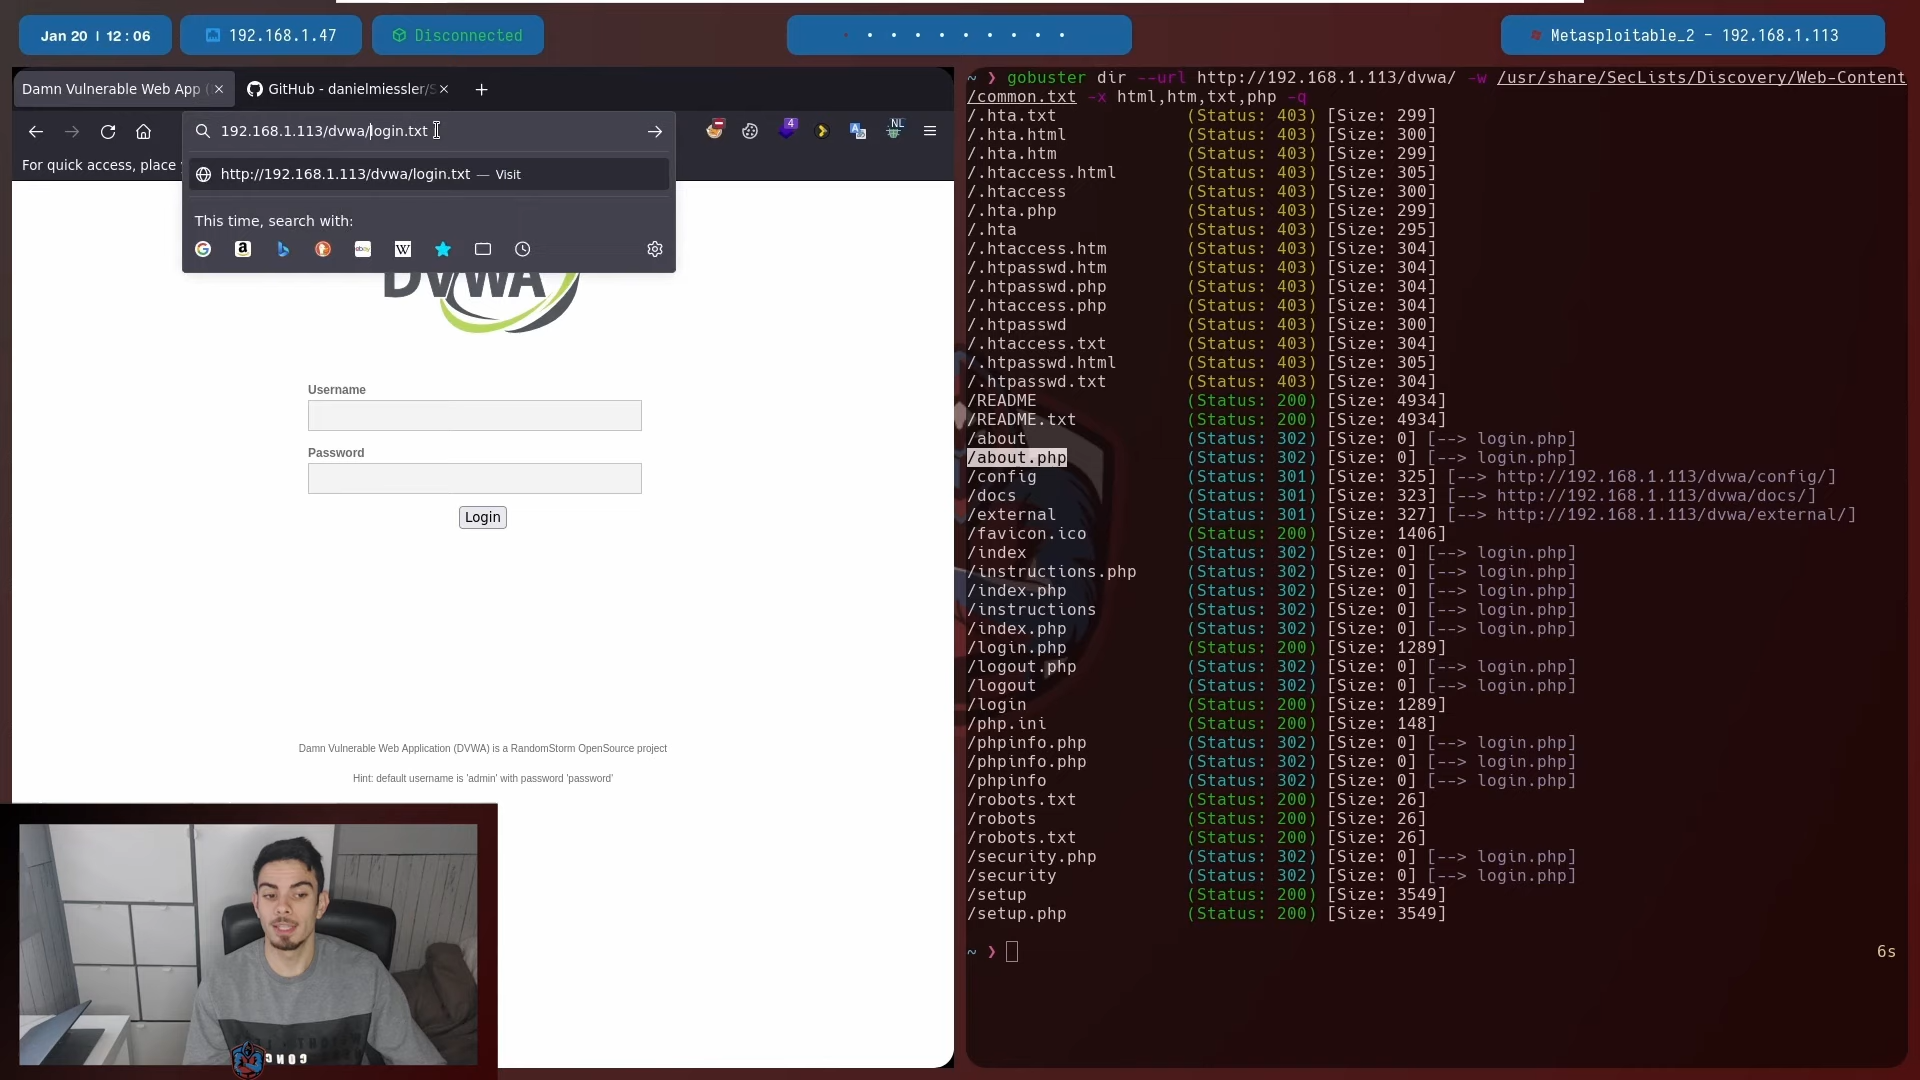 Jan 20 | 12 : 06
192.168.1.47
Disconnected
Metasploitable_2 - 192.168.1.113
Damn Vulnerable Web App (
GitHub - danielmiessler/S
192.168.1.113/dvwa/login.txt
4
NL
For quick access, place
http://192.168.1.113/dvwa/login.txt — Visit
This time, search with:
DVWA
Username
Password
Login
Damn Vulnerable Web Application (DVWA) is a RandomStorm OpenSource project
Hint: default username is 'admin' with password 'password'
~ ❯ gobuster dir --url http://192.168.1.113/dvwa/ -w /usr/share/SecLists/Discovery/Web-Content
/common.txt -x html,htm,txt,php -q
/.hta.txt (Status: 403) [Size: 299]
/.hta.html (Status: 403) [Size: 300]
/.hta.htm (Status: 403) [Size: 299]
/.htaccess.html (Status: 403) [Size: 305]
/.htaccess (Status: 403) [Size: 300]
/.hta.php (Status: 403) [Size: 299]
/.hta (Status: 403) [Size: 295]
/.htaccess.htm (Status: 403) [Size: 304]
/.htpasswd.htm (Status: 403) [Size: 304]
/.htpasswd.php (Status: 403) [Size: 304]
/.htaccess.php (Status: 403) [Size: 304]
/.htpasswd (Status: 403) [Size: 300]
/.htaccess.txt (Status: 403) [Size: 304]
/.htpasswd.html (Status: 403) [Size: 305]
/.htpasswd.txt (Status: 403) [Size: 304]
/README (Status: 200) [Size: 4934]
/README.txt (Status: 200) [Size: 4934]
/about (Status: 302) [Size: 0] [--> login.php]
/about.php (Status: 302) [Size: 0] [--> login.php]
/config (Status: 301) [Size: 325] [--> http://192.168.1.113/dvwa/config/]
/docs (Status: 301) [Size: 323] [--> http://192.168.1.113/dvwa/docs/]
/external (Status: 301) [Size: 327] [--> http://192.168.1.113/dvwa/external/]
/favicon.ico (Status: 200) [Size: 1406]
/index (Status: 302) [Size: 0] [--> login.php]
/instructions.php (Status: 302) [Size: 0] [--> login.php]
/index.php (Status: 302) [Size: 0] [--> login.php]
/instructions (Status: 302) [Size: 0] [--> login.php]
/index.php (Status: 302) [Size: 0] [--> login.php]
/login.php (Status: 200) [Size: 1289]
/logout.php (Status: 302) [Size: 0] [--> login.php]
/logout (Status: 302) [Size: 0] [--> login.php]
/login (Status: 200) [Size: 1289]
/php.ini (Status: 200) [Size: 148]
/phpinfo.php (Status: 302) [Size: 0] [--> login.php]
/phpinfo.php (Status: 302) [Size: 0] [--> login.php]
/phpinfo (Status: 302) [Size: 0] [--> login.php]
/robots.txt (Status: 200) [Size: 26]
/robots (Status: 200) [Size: 26]
/robots.txt (Status: 200) [Size: 26]
/security.php (Status: 302) [Size: 0] [--> login.php]
/security (Status: 302) [Size: 0] [--> login.php]
/setup (Status: 200) [Size: 3549]
/setup.php (Status: 200) [Size: 3549]
~ ❯
6s